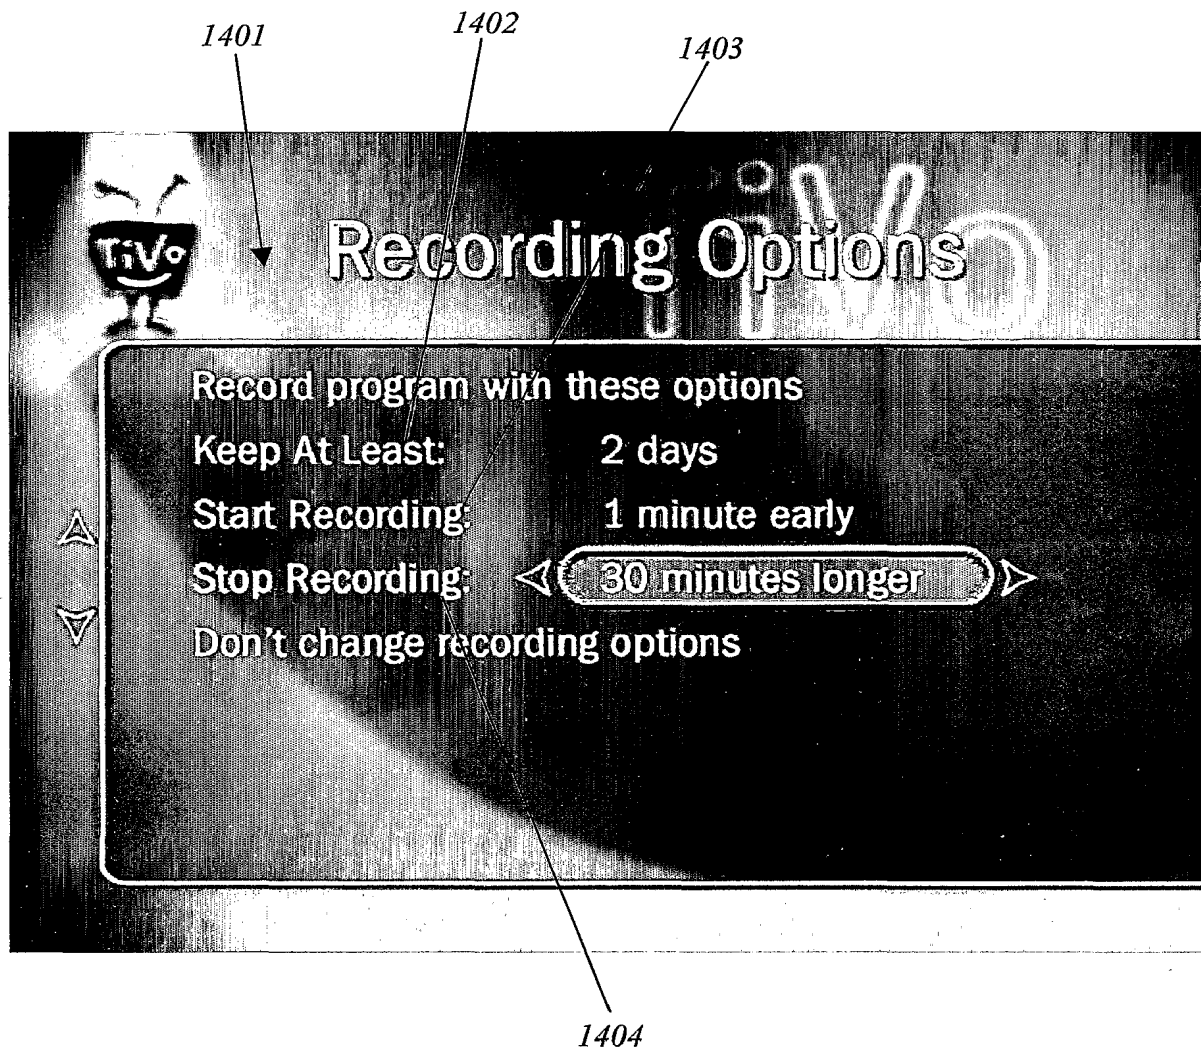 1401
1402
1403
TiVo
TiVo
Recording Options
Record program with these options
Keep At Least: 2 days
Start Recording: 1 minute early
Stop Recording: 30 minutes longer
Don't change recording options
1404